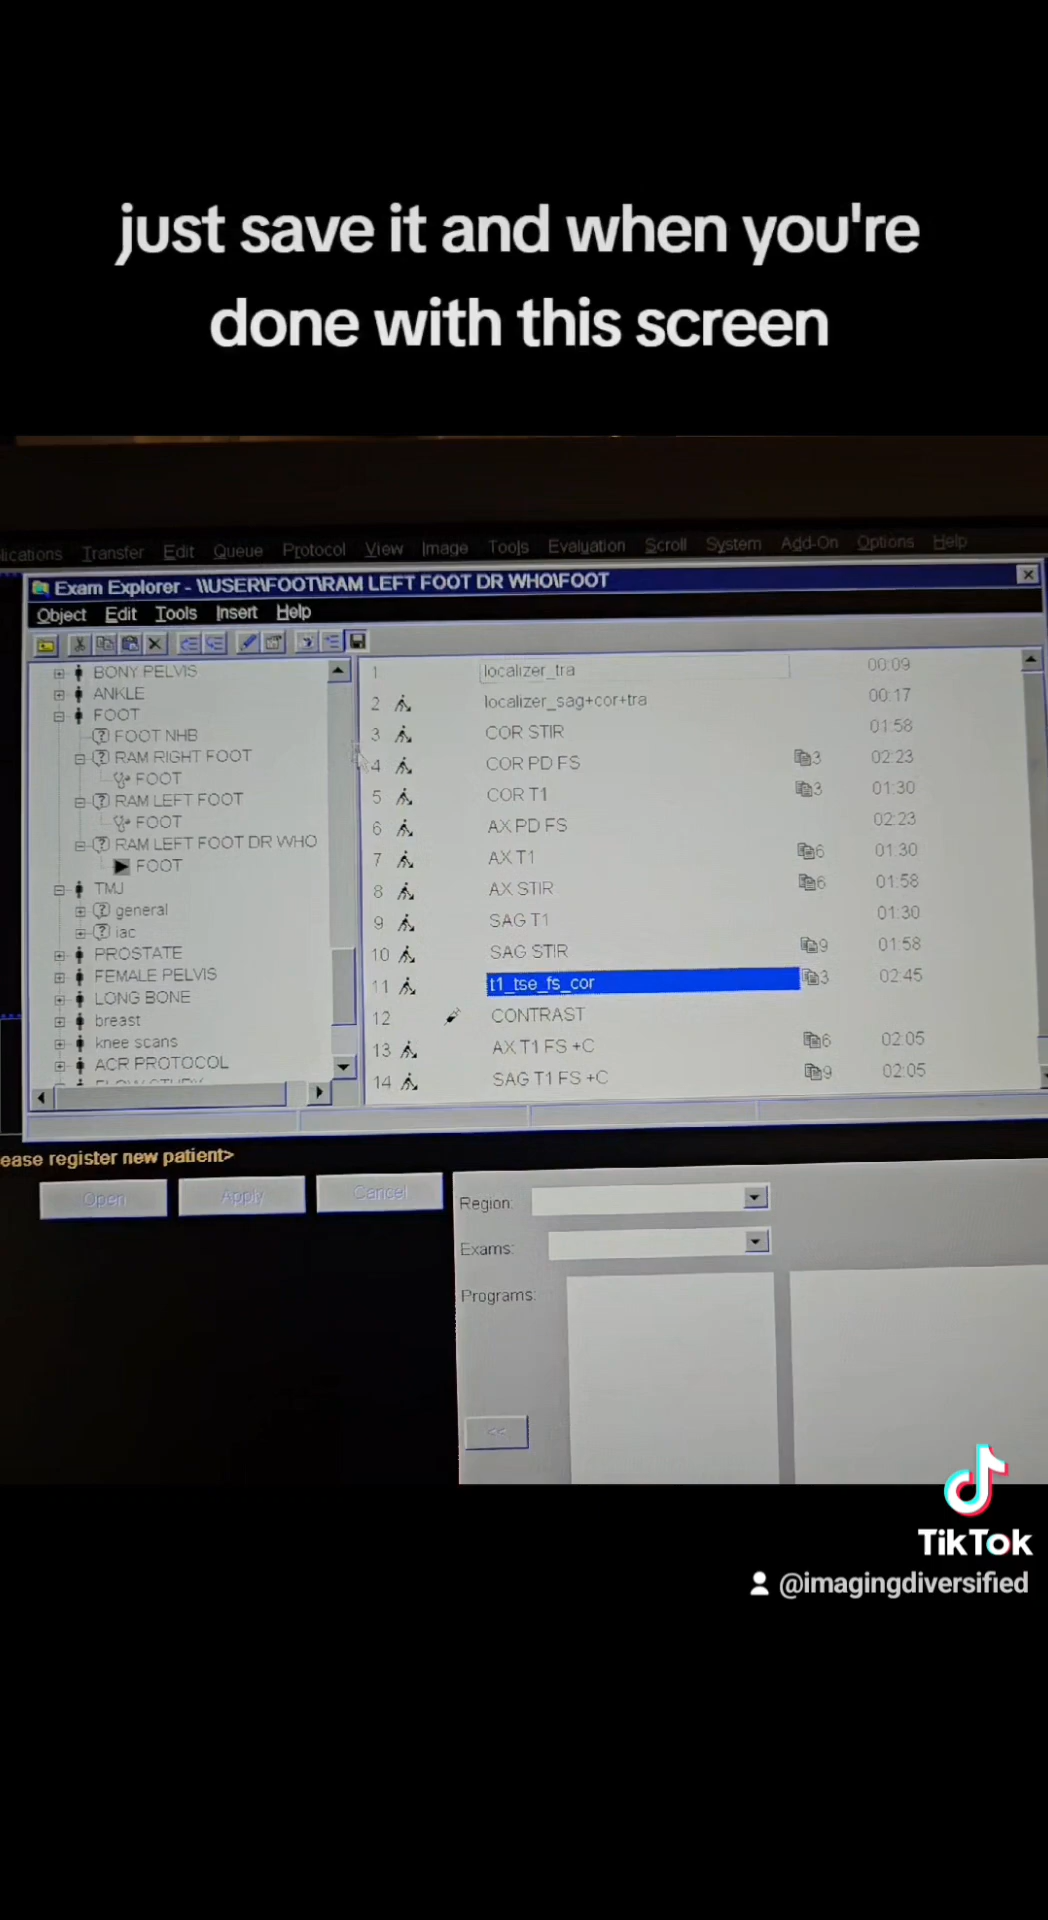 just save it and when you're
done with this screen
lications Transfer Edit Queue Protocol View Image Tools Evaluation Scroll System Add-On Options Help
Exam Explorer - \\USER\FOOT\RAM LEFT FOOT DR WHO\FOOT
Object Edit Tools Insert Help
BONY PELVIS
ANKLE
FOOT
FOOT NHB
RAM RIGHT FOOT
FOOT
RAM LEFT FOOT
FOOT
RAM LEFT FOOT DR WHO
FOOT
TMJ
general
iac
PROSTATE
FEMALE PELVIS
LONG BONE
breast
knee scans
ACR PROTOCOL
1 localizer_tra 00:09
2 localizer_sag+cor+tra 00:17
3 COR STIR 01:58
4 COR PD FS 3 02:23
5 COR T1 3 01:30
6 AX PD FS 02:23
7 AX T1 6 01:30
8 AX STIR 6 01:58
9 SAG T1 01:30
10 SAG STIR 9 01:58
11 t1_tse_fs_cor 3 02:45
12 CONTRAST
13 AX T1 FS +C 6 02:05
14 SAG T1 FS +C 9 02:05
ease register new patient>
Open Apply Cancel
Region:
Exams:
Programs:
<<
TikTok
@imagingdiversified